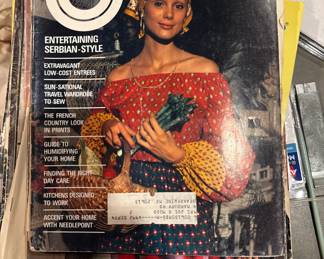 ENTERTAINING
SERBIAN-STYLE
EXTRAVAGANT
LOW-COST ENTREES
SUN-SATIONAL
TRAVEL WARDROBE
TO SEW
THE FRENCH
COUNTRY LOOK
IN PRINTS
GUIDE TO
HUMIDIFYING
YOUR HOME
FINDING THE RIGHT
DAY CARE
KITCHENS DESIGNED
TO WORK
ACCENT YOUR HOME
WITH NEEDLEPOINT